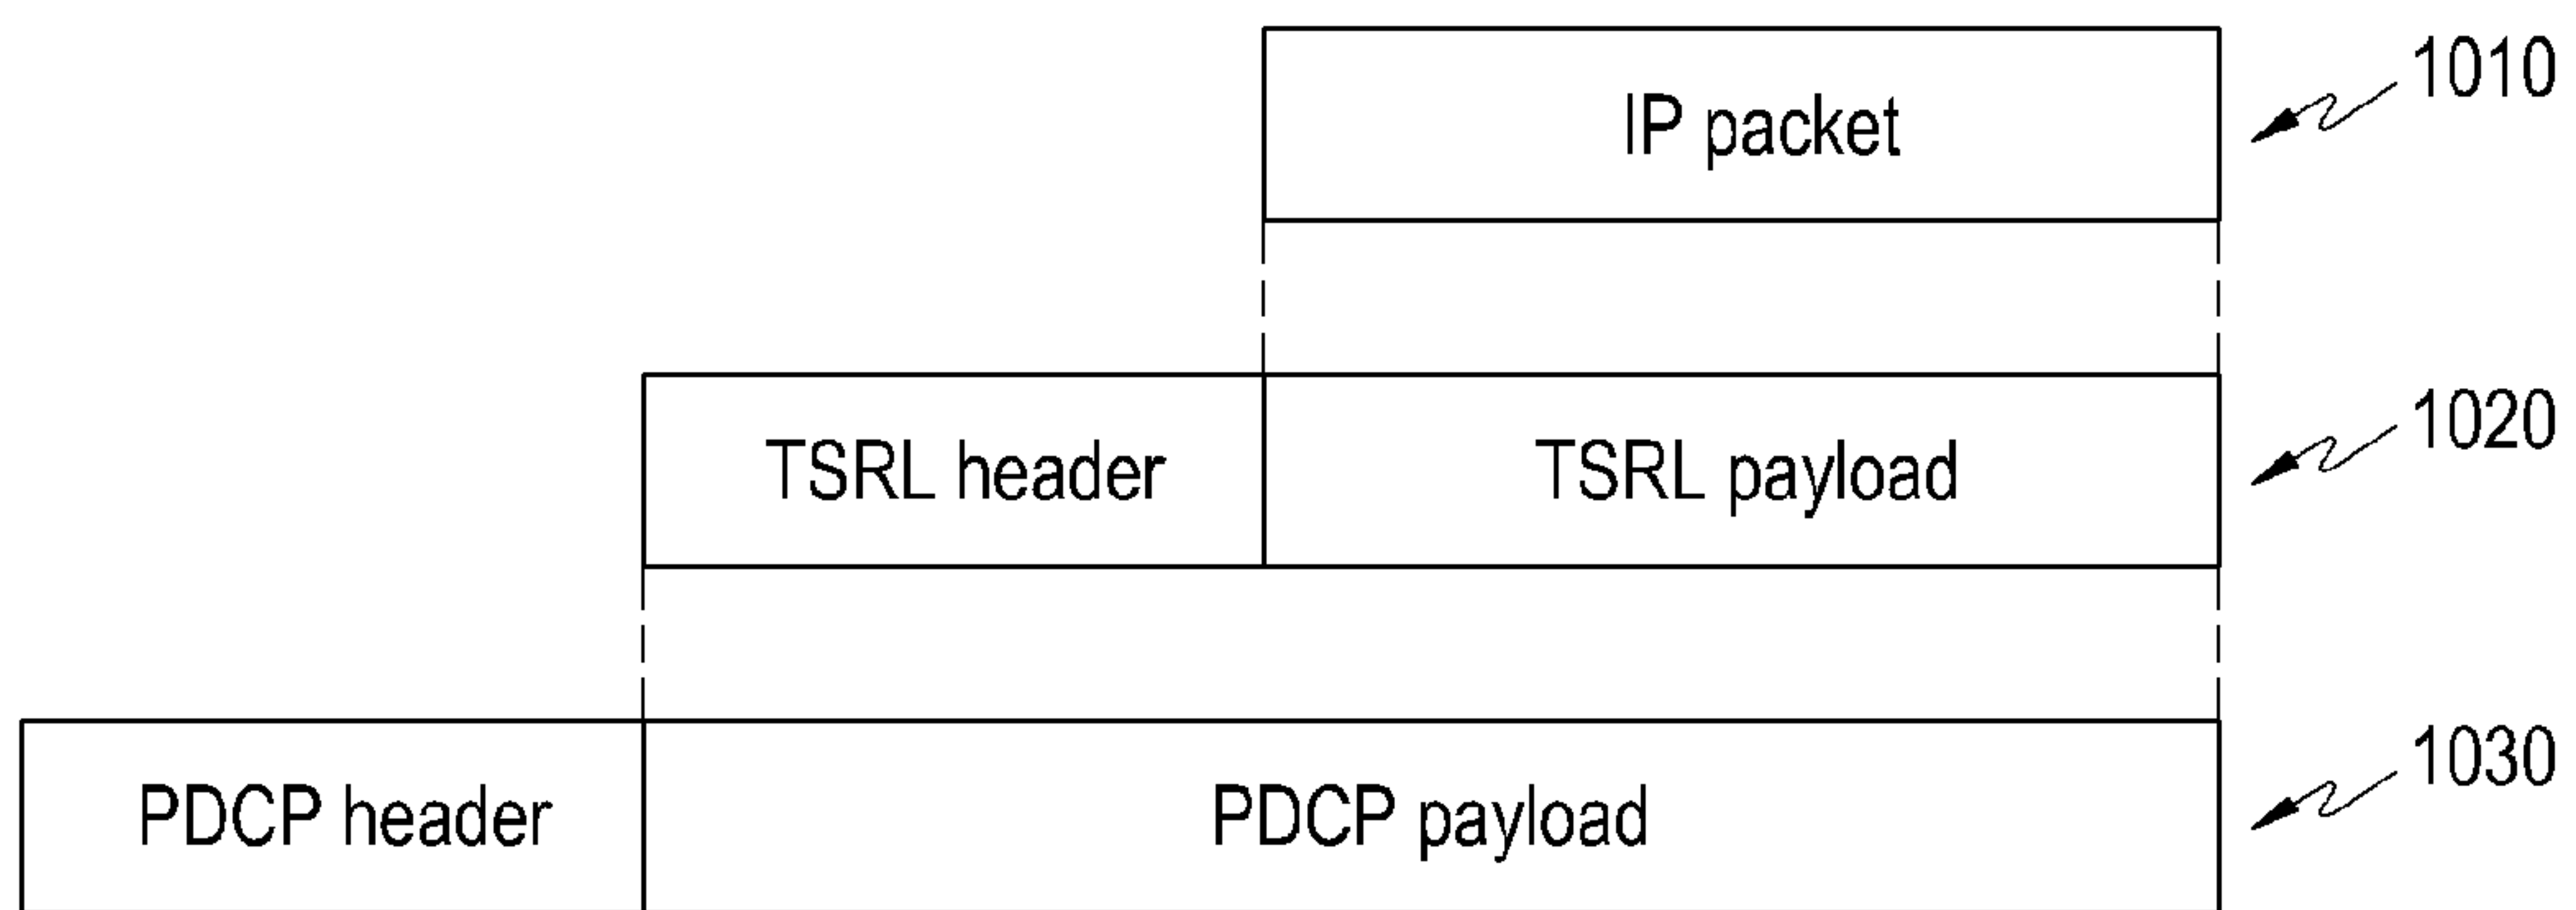 IP packet 1010
TSRL header TSRL payload 1020
PDCP header PDCP payload 1030